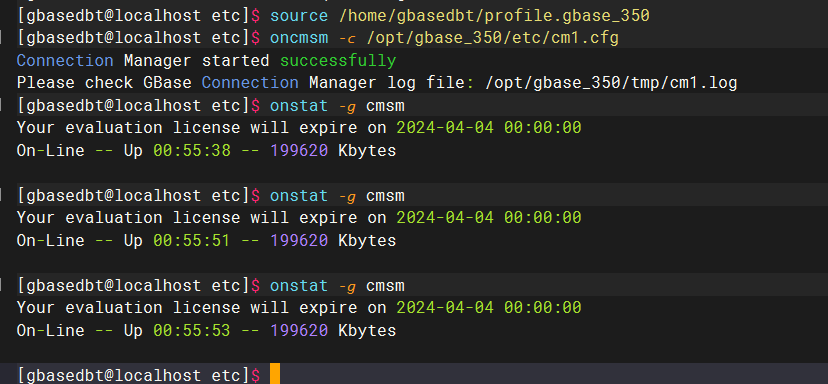 [gbasedbt@localhost etc]$ source /home/gbasedbt/profile.gbase_350
[gbasedbt@localhost etc]$ oncmsm -c /opt/gbase_350/etc/cm1.cfg
Connection Manager started successfully
Please check GBase Connection Manager log file: /opt/gbase_350/tmp/cm1.log
[gbasedbt@localhost etc]$ onstat -g cmsm
Your evaluation license will expire on 2024-04-04 00:00:00
On-Line -- Up 00:55:38 -- 199620 Kbytes
[gbasedbt@localhost etc]$ onstat -g cmsm
Your evaluation license will expire on 2024-04-04 00:00:00
On-Line -- Up 00:55:51 -- 199620 Kbytes
[gbasedbt@localhost etc]$ onstat -g cmsm
Your evaluation license will expire on 2024-04-04 00:00:00
On-Line -- Up 00:55:53 -- 199620 Kbytes
[gbasedbt@localhost etc]$